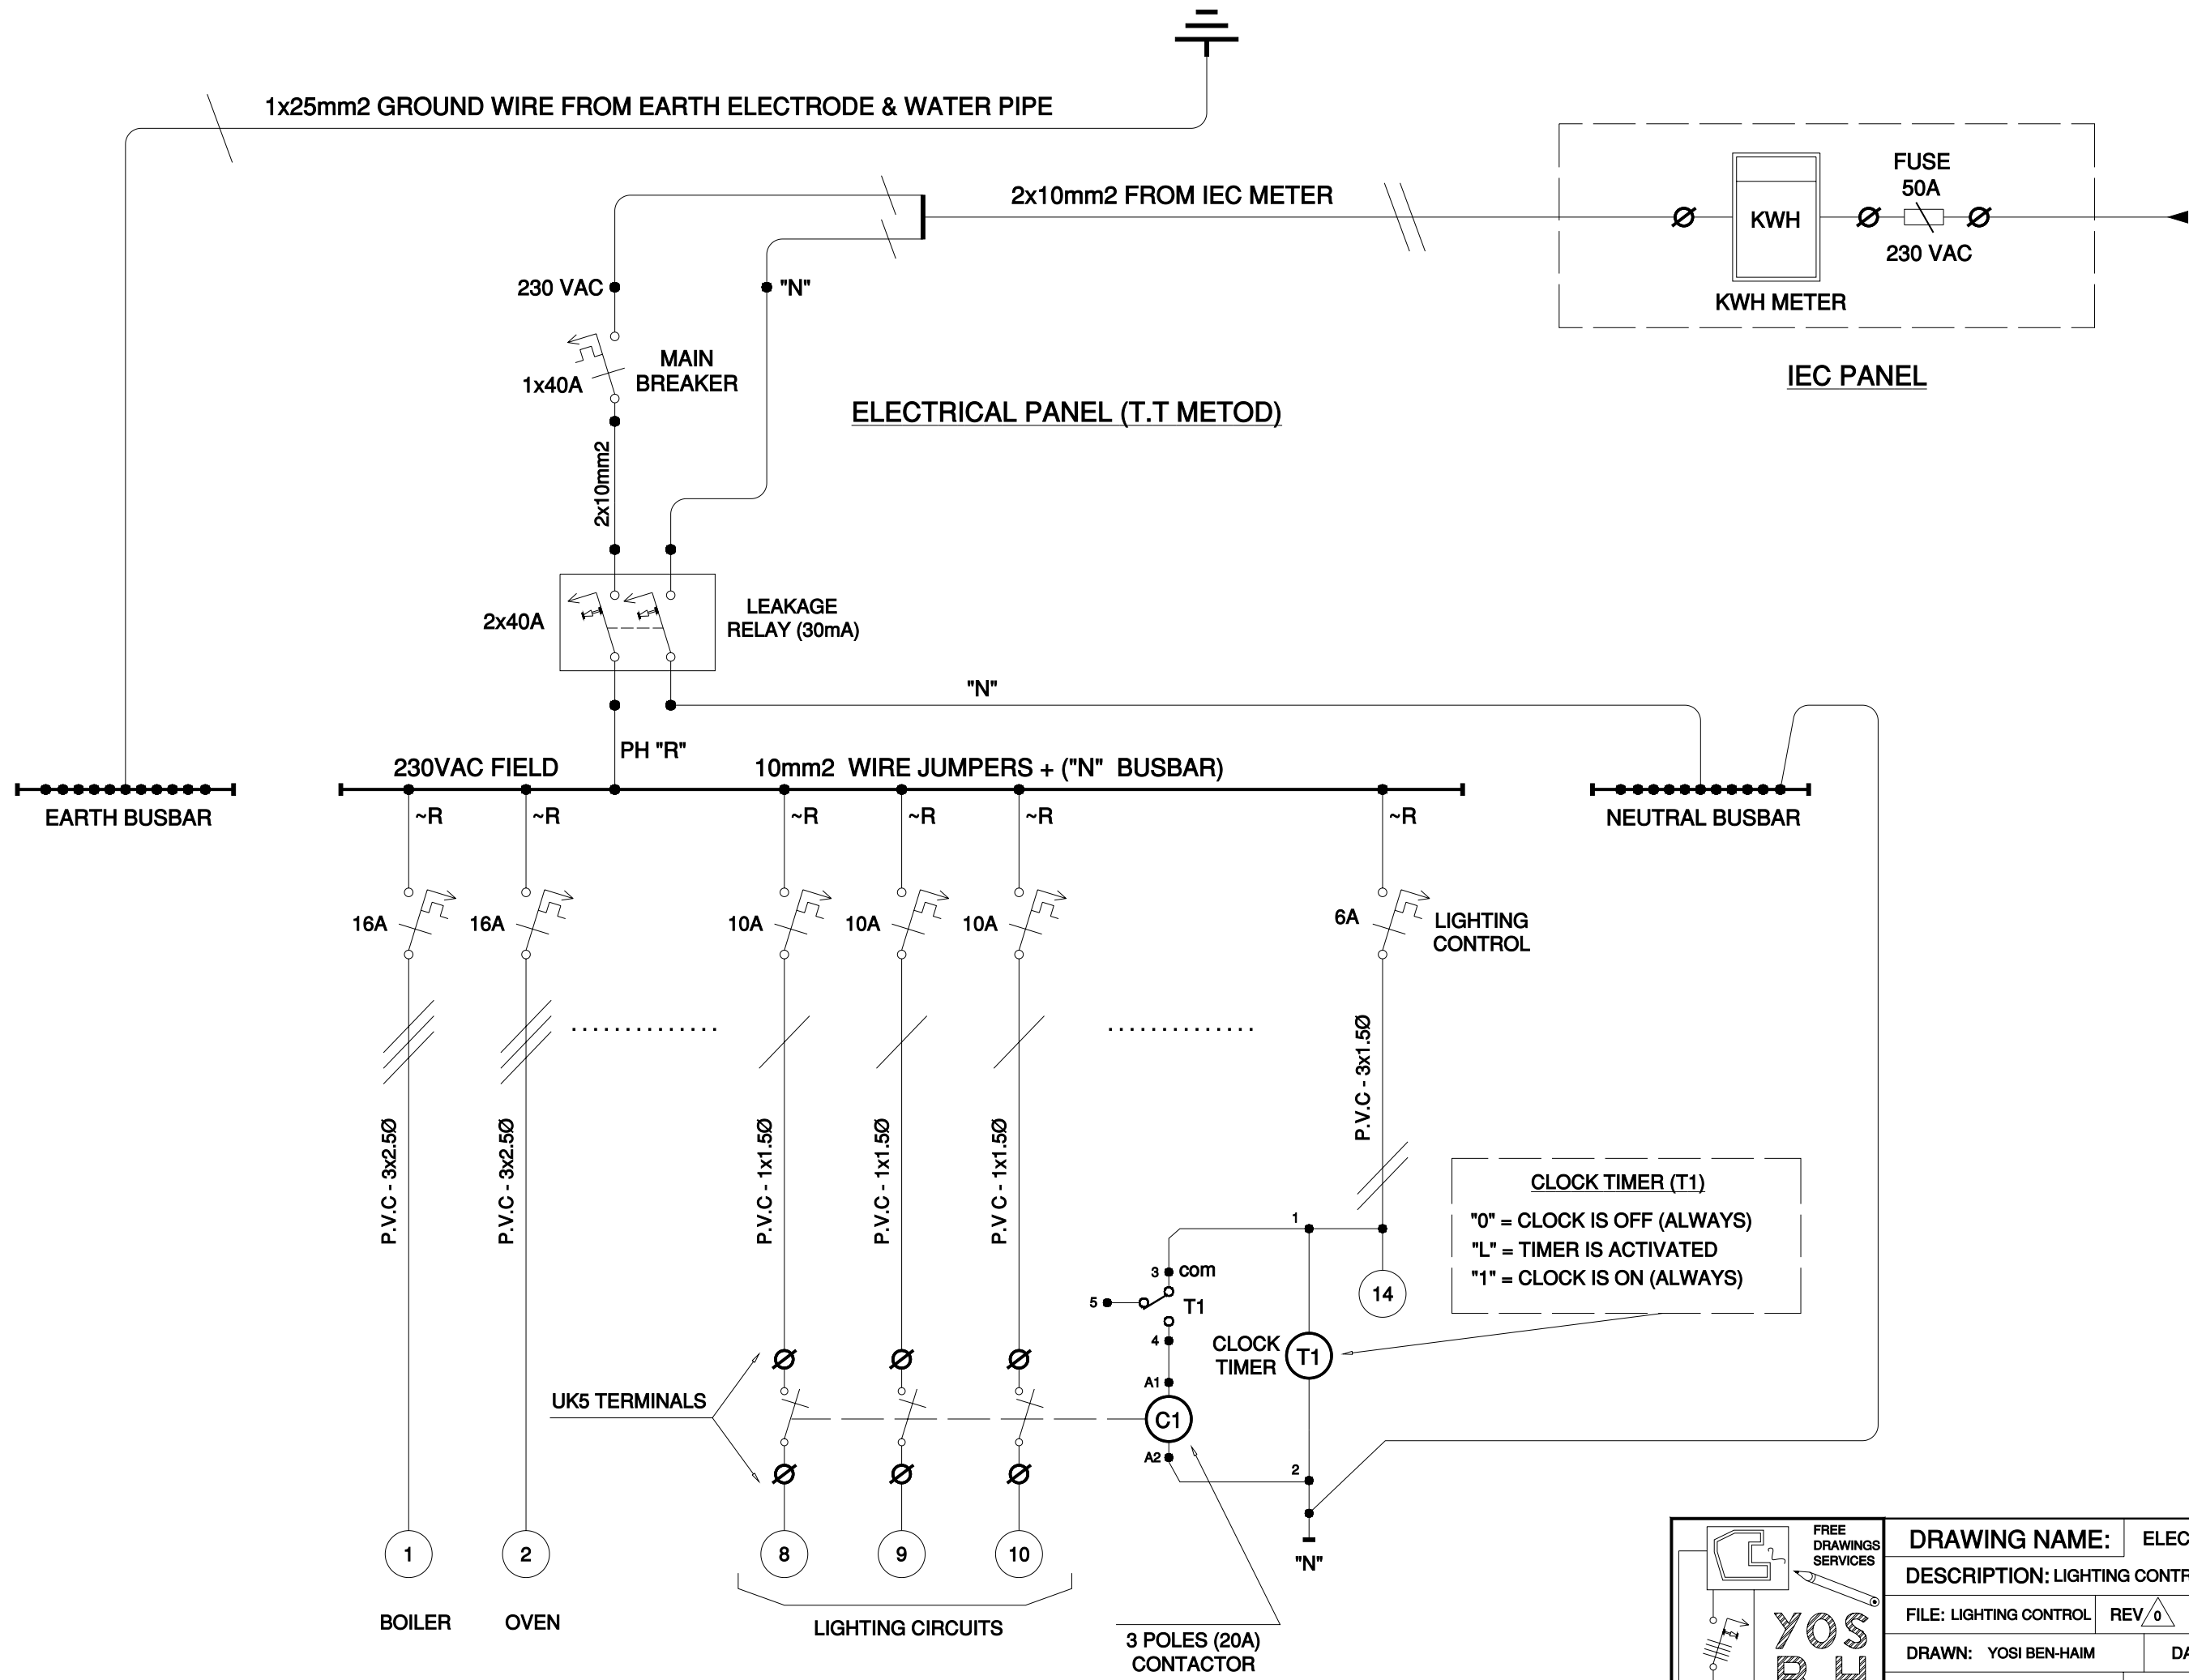 1x25mm2 GROUND WIRE FROM EARTH ELECTRODE & WATER PIPE
2x10mm2 FROM IEC METER
FUSE
50A
KWH
230 VAC
KWH METER
IEC PANEL
230 VAC
"N"
MAIN
BREAKER
1x40A
ELECTRICAL PANEL (T.T METOD)
2x10mm2
2x40A
LEAKAGE
RELAY (30mA)
"N"
PH "R"
230VAC FIELD
10mm2 WIRE JUMPERS + ("N" BUSBAR)
EARTH BUSBAR
NEUTRAL BUSBAR
~R
~R
~R
~R
~R
~R
16A
16A
10A
10A
10A
6A
LIGHTING
CONTROL
P.V.C - 3x2.5Ø
P.V.C - 3x2.5Ø
P.V.C - 1x1.5Ø
P.V.C - 1x1.5Ø
P.V C - 1x1.5Ø
P.V.C - 3x1.5Ø
CLOCK TIMER (T1)
"0" = CLOCK IS OFF (ALWAYS)
"L" = TIMER IS ACTIVATED
"1" = CLOCK IS ON (ALWAYS)
1
3 com
5
T1
4
14
CLOCK
TIMER
T1
A1
C1
A2
2
UK5 TERMINALS
"N"
1
2
8
9
10
BOILER
OVEN
LIGHTING CIRCUITS
3 POLES (20A)
CONTACTOR
FREE
DRAWINGS
SERVICES
YOS
B H
DRAWING NAME: ELEC
DESCRIPTION: LIGHTING CONTR
FILE: LIGHTING CONTROL REV 0
DRAWN: YOSI BEN-HAIM DA